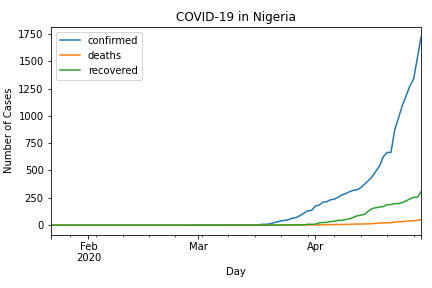 COVID-19 in Nigeria
confirmed
deaths
recovered
1750
1500
1250
1000
750
500
250
0
Number of Cases
Feb
2020
Mar
Apr
Day